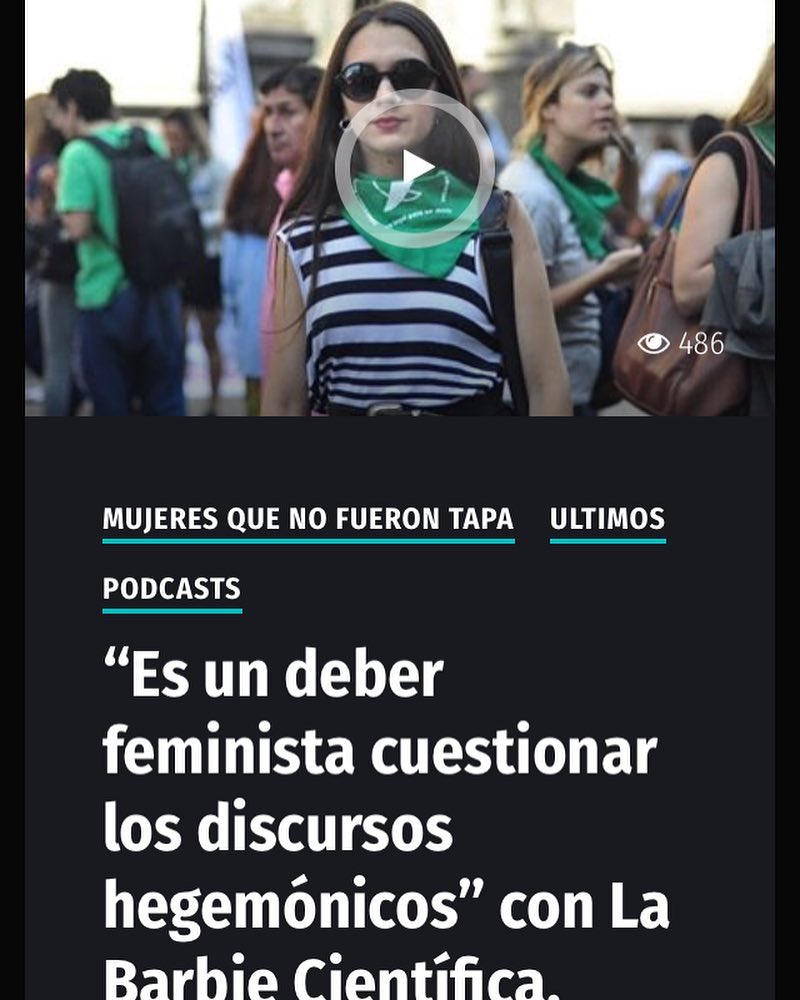 486
MUJERES QUE NO FUERON TAPA ULTIMOS
PODCASTS
“Es un deber
feminista cuestionar
los discursos
hegemónicos” con La
Barbie Científica.